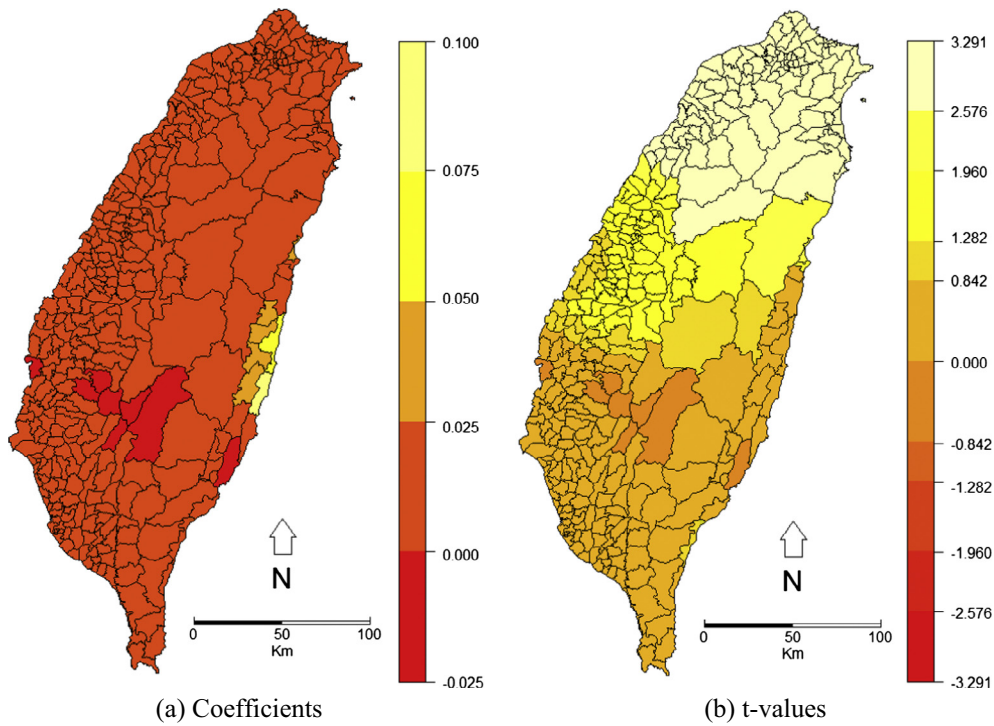 0.100
0.075
0.050
0.025
0.000
-0.025
N
0 50 100
Km
(a) Coefficients
3.291
2.576
1.960
1.282
0.842
0.000
-0.842
-1.282
-1.960
-2.576
-3.291
N
0 50 100
Km
(b) t-values